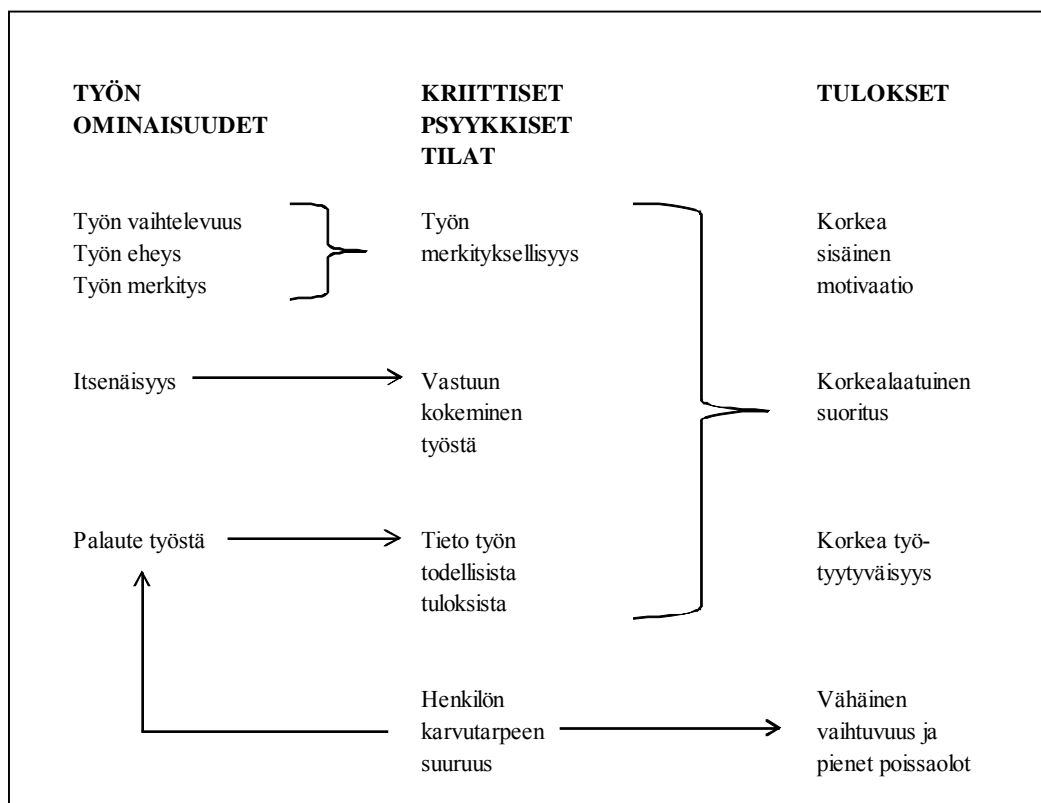 TYÖN
OMINAISUUDET
KRIITTISET
PSYYKKISET
TILAT
TULOKSET
Työn vaihtelevuus
Työn eheys
Työn merkitys
Työn
merkityksellisyys
Korkea
sisäinen
motivaatio
Itsenäisyys
Vastuun
kokeminen
työstä
Korkealaatuinen
suoritus
Palaute työstä
Tieto työn
todellisista
tuloksista
Korkea työ-
tyytyväisyys
Henkilön
karvutarpeen
suuruus
Vähäinen
vaihtuvuus ja
pienet poissaolot